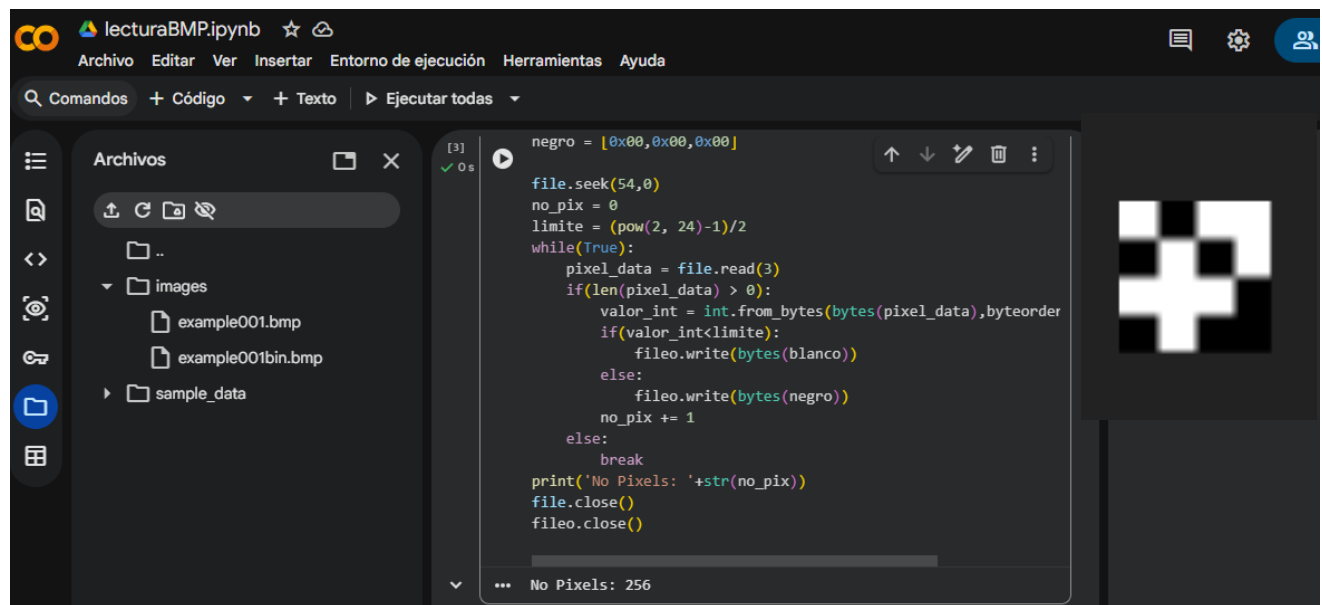 CO
lecturaBMP.ipynb
Archivo Editar Ver Insertar Entorno de ejecución Herramientas Ayuda
Comandos + Código + Texto Ejecutar todas
Archivos
..
images
example001.bmp
example001bin.bmp
sample_data
[3]
0 s
negro = [0x00,0x00,0x00]
file.seek(54,0)
no_pix = 0
limite = (pow(2, 24)-1)/2
while(True):
    pixel_data = file.read(3)
    if(len(pixel_data) > 0):
        valor_int = int.from_bytes(bytes(pixel_data),byteorder
        if(valor_int<limite):
            fileo.write(bytes(blanco))
        else:
            fileo.write(bytes(negro))
        no_pix += 1
    else:
        break
print('No Pixels: '+str(no_pix))
file.close()
fileo.close()
No Pixels: 256